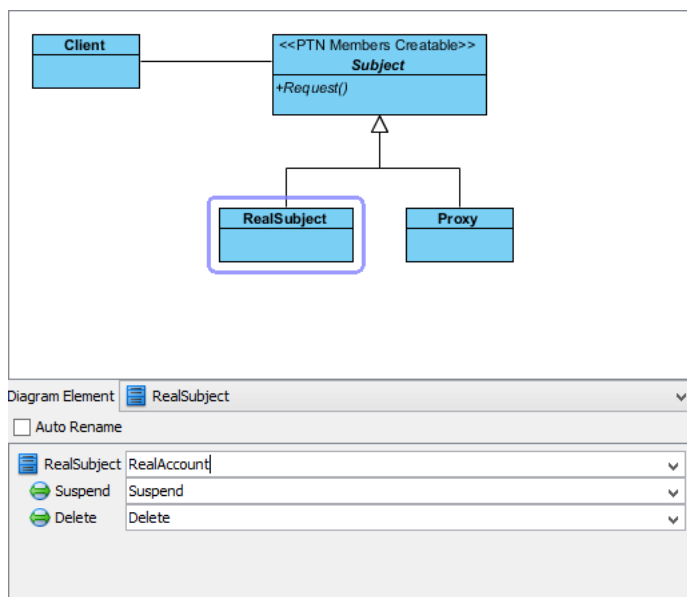 Client
<<PTN Members Creatable>>
Subject
+Request()
RealSubject
Proxy
Diagram Element RealSubject
Auto Rename
RealSubject RealAccount
Suspend Suspend
Delete Delete